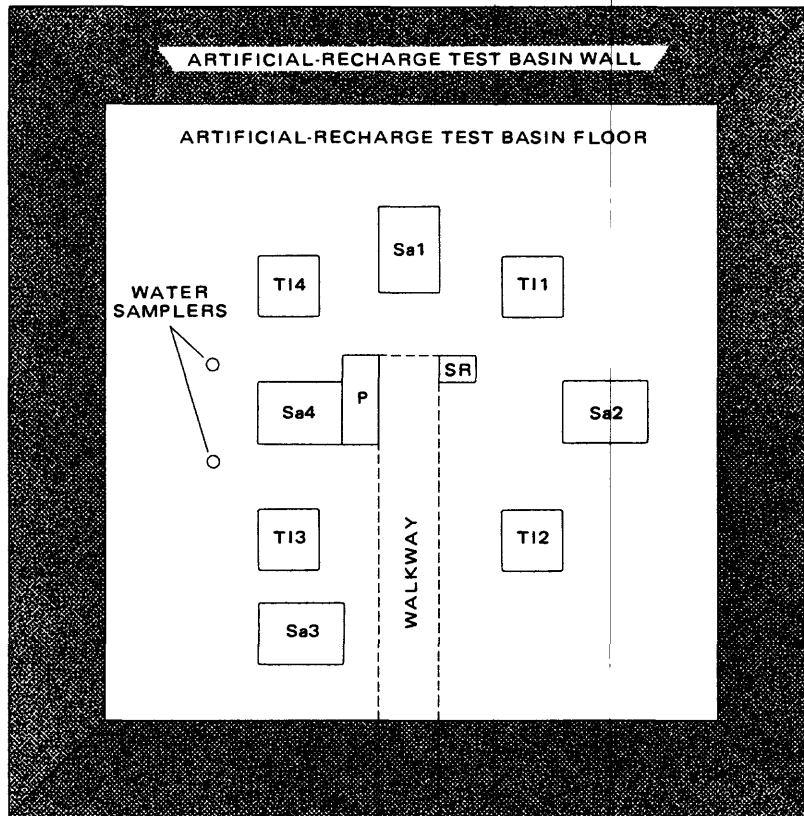 ARTIFICIAL-RECHARGE TEST BASIN WALL
ARTIFICIAL-RECHARGE TEST BASIN FLOOR
Sa1
TI4
TI1
WATER
SAMPLERS
SR
P
Sa4
Sa2
TI3
TI2
WALKWAY
Sa3